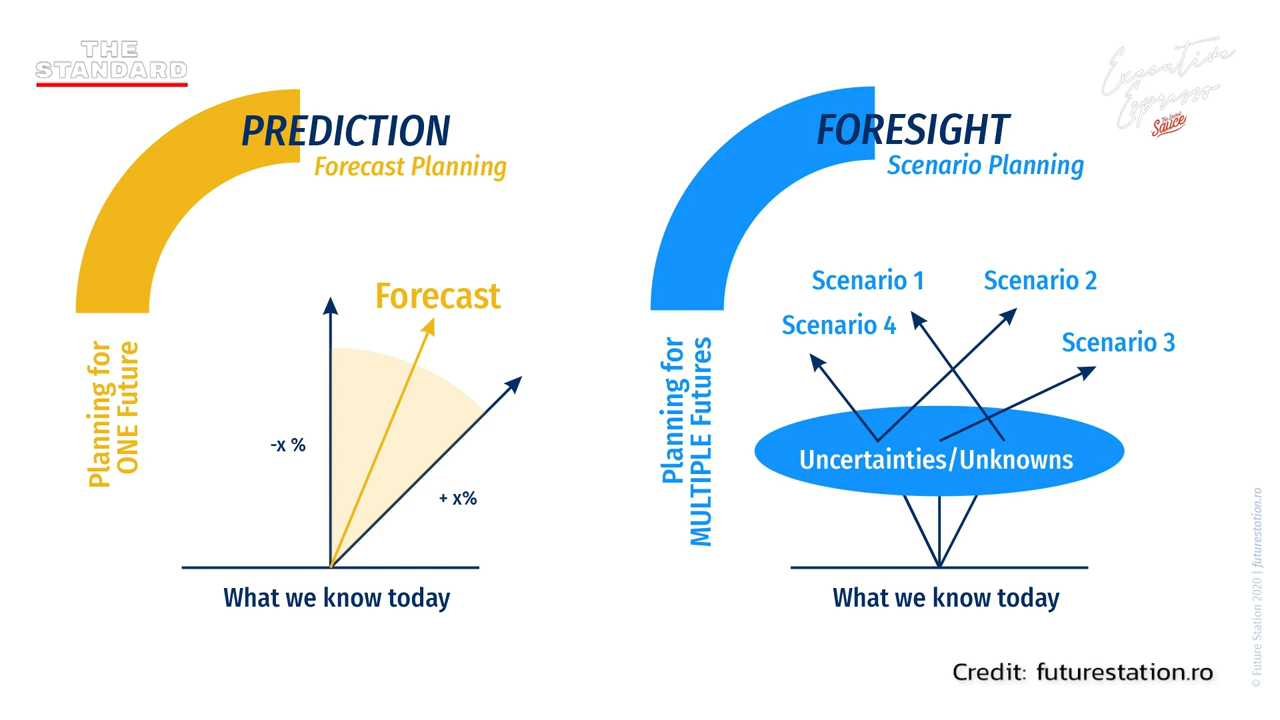 THE
STANDARD
Executive
Espresso
The Secret
Sauce
PREDICTION
Forecast Planning
Planning for
ONE Future
Forecast
-x %
+ x%
What we know today
FORESIGHT
Scenario Planning
Planning for
MULTIPLE Futures
Scenario 1
Scenario 2
Scenario 4
Scenario 3
Uncertainties/Unknowns
What we know today
© Future Station 2020 | futurestation.ro
Credit: futurestation.ro